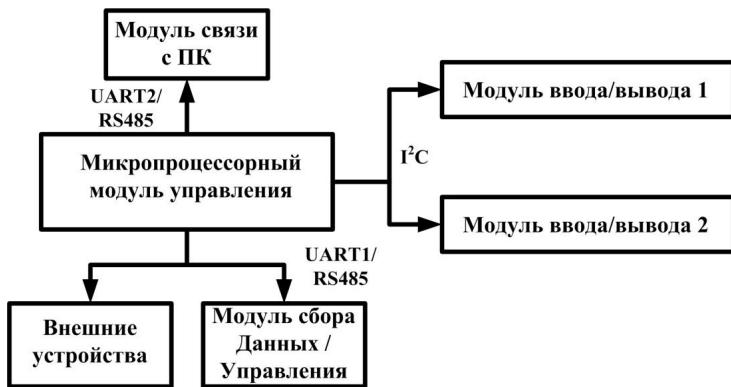 Модуль связи
с ПК
UART2/
RS485
Модуль ввода/вывода 1
Микропроцессорный
модуль управления
I²C
Модуль ввода/вывода 2
UART1/
RS485
Внешние
устройства
Модуль сбора
Данных /
Управления